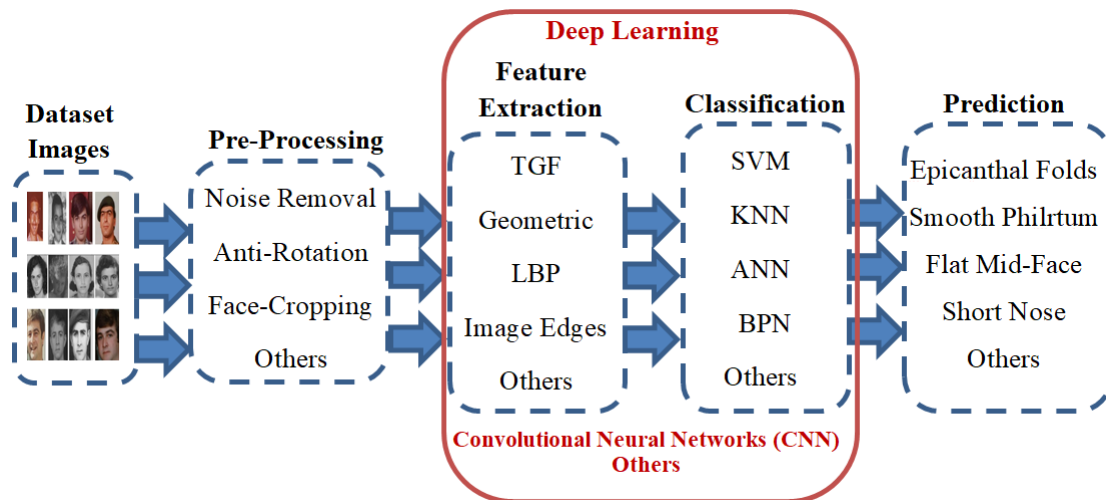 Deep Learning
Dataset
Images
Pre-Processing
Noise Removal
Anti-Rotation
Face-Cropping
Others
Feature
Extraction
TGF
Geometric
LBP
Image Edges
Others
Classification
SVM
KNN
ANN
BPN
Others
Convolutional Neural Networks (CNN)
Others
Prediction
Epicanthal Folds
Smooth Philrtum
Flat Mid-Face
Short Nose
Others